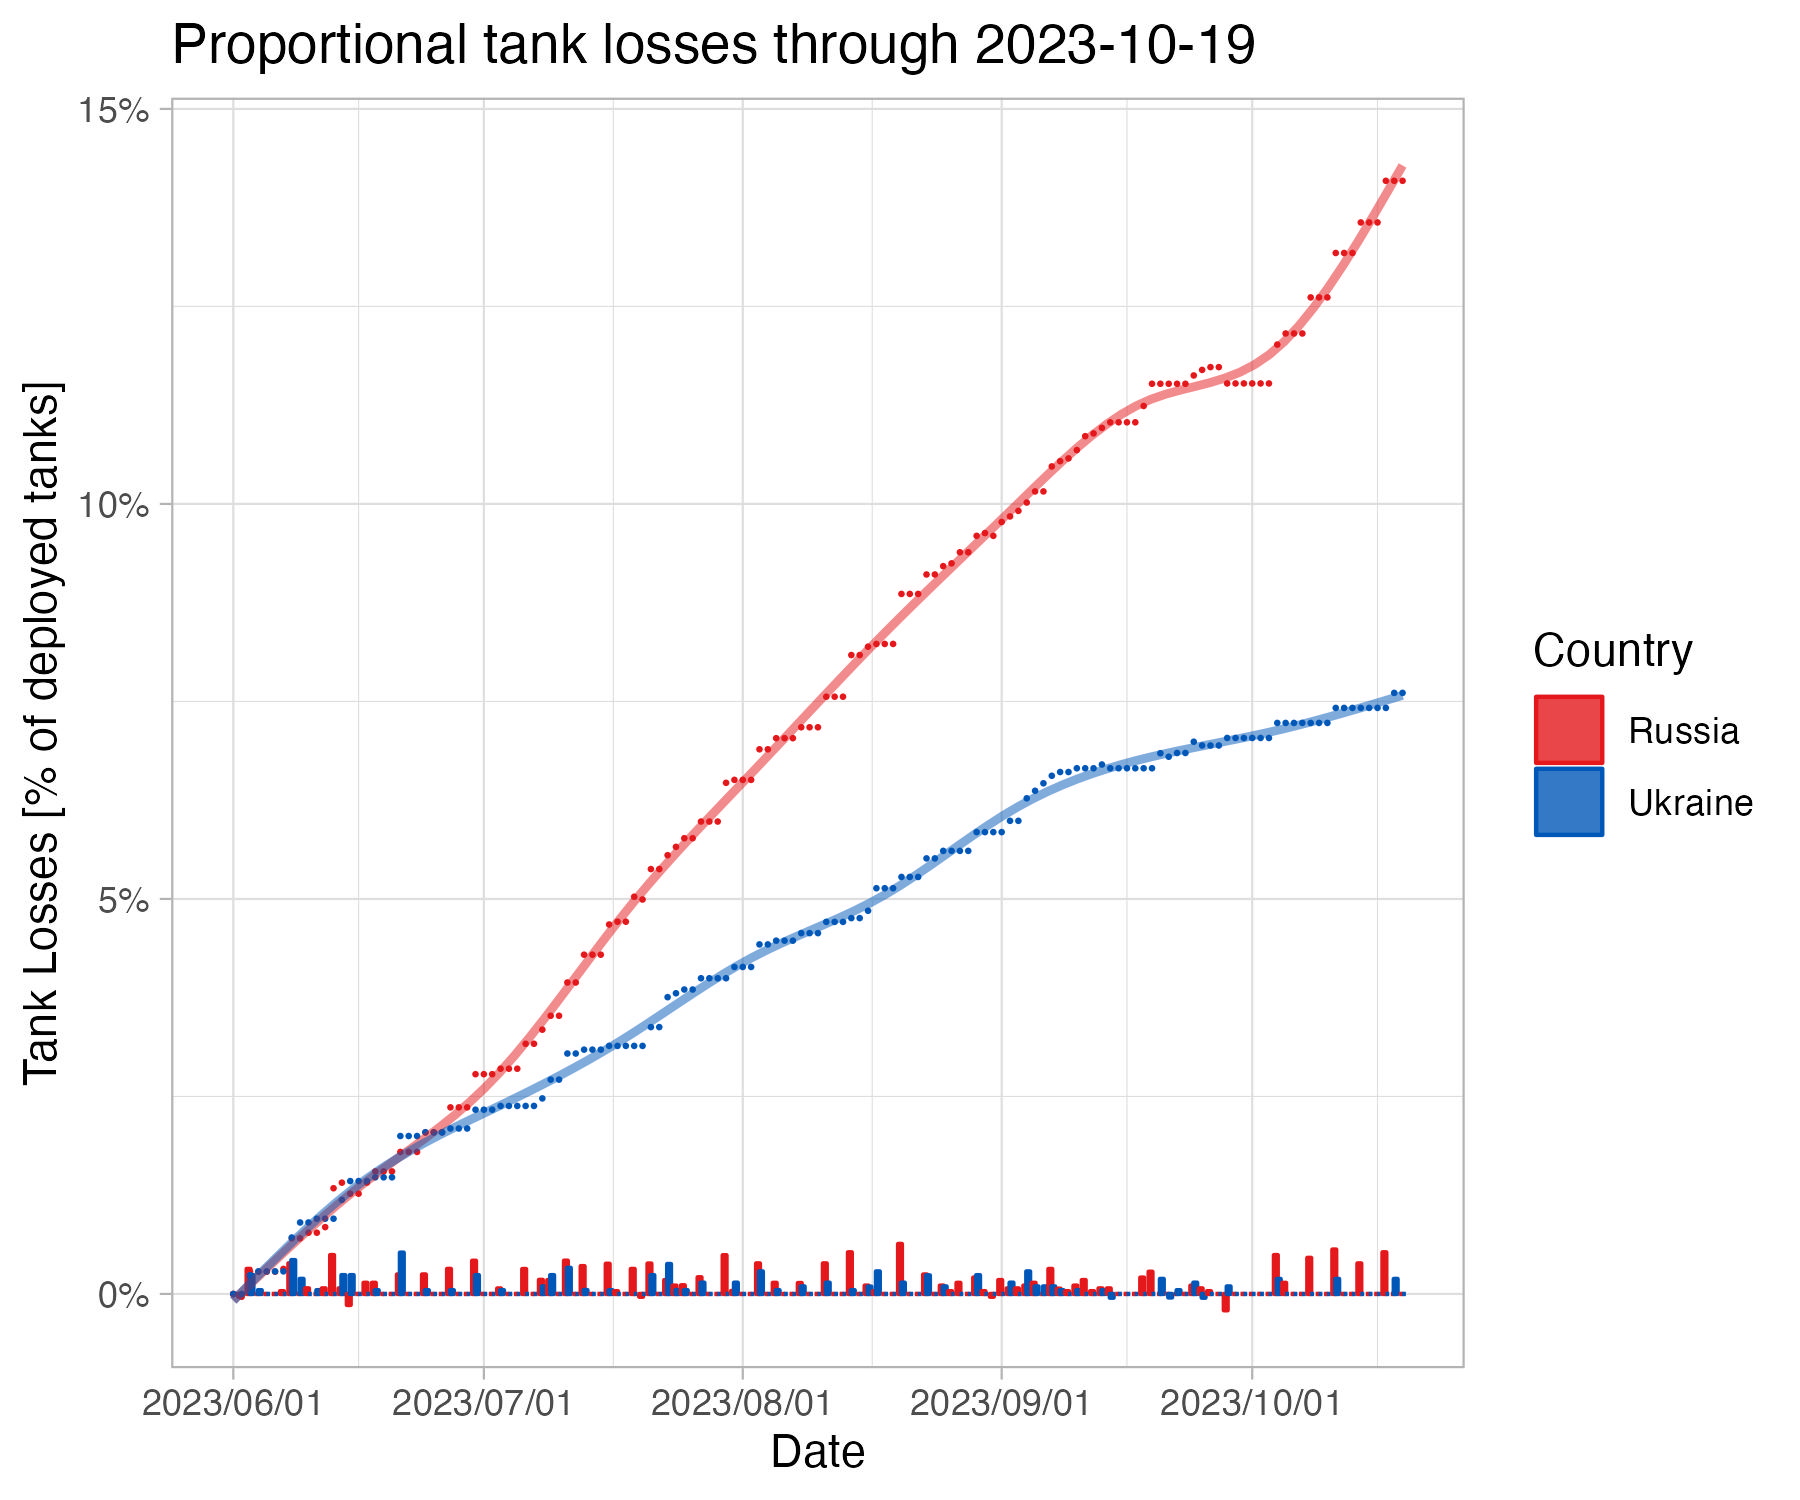 Proportional tank losses through 2023-10-19
15%
10%
5%
0%
Tank Losses [% of deployed tanks]
2023/06/01 2023/07/01 2023/08/01 2023/09/01 2023/10/01
Date
Country
Russia
Ukraine